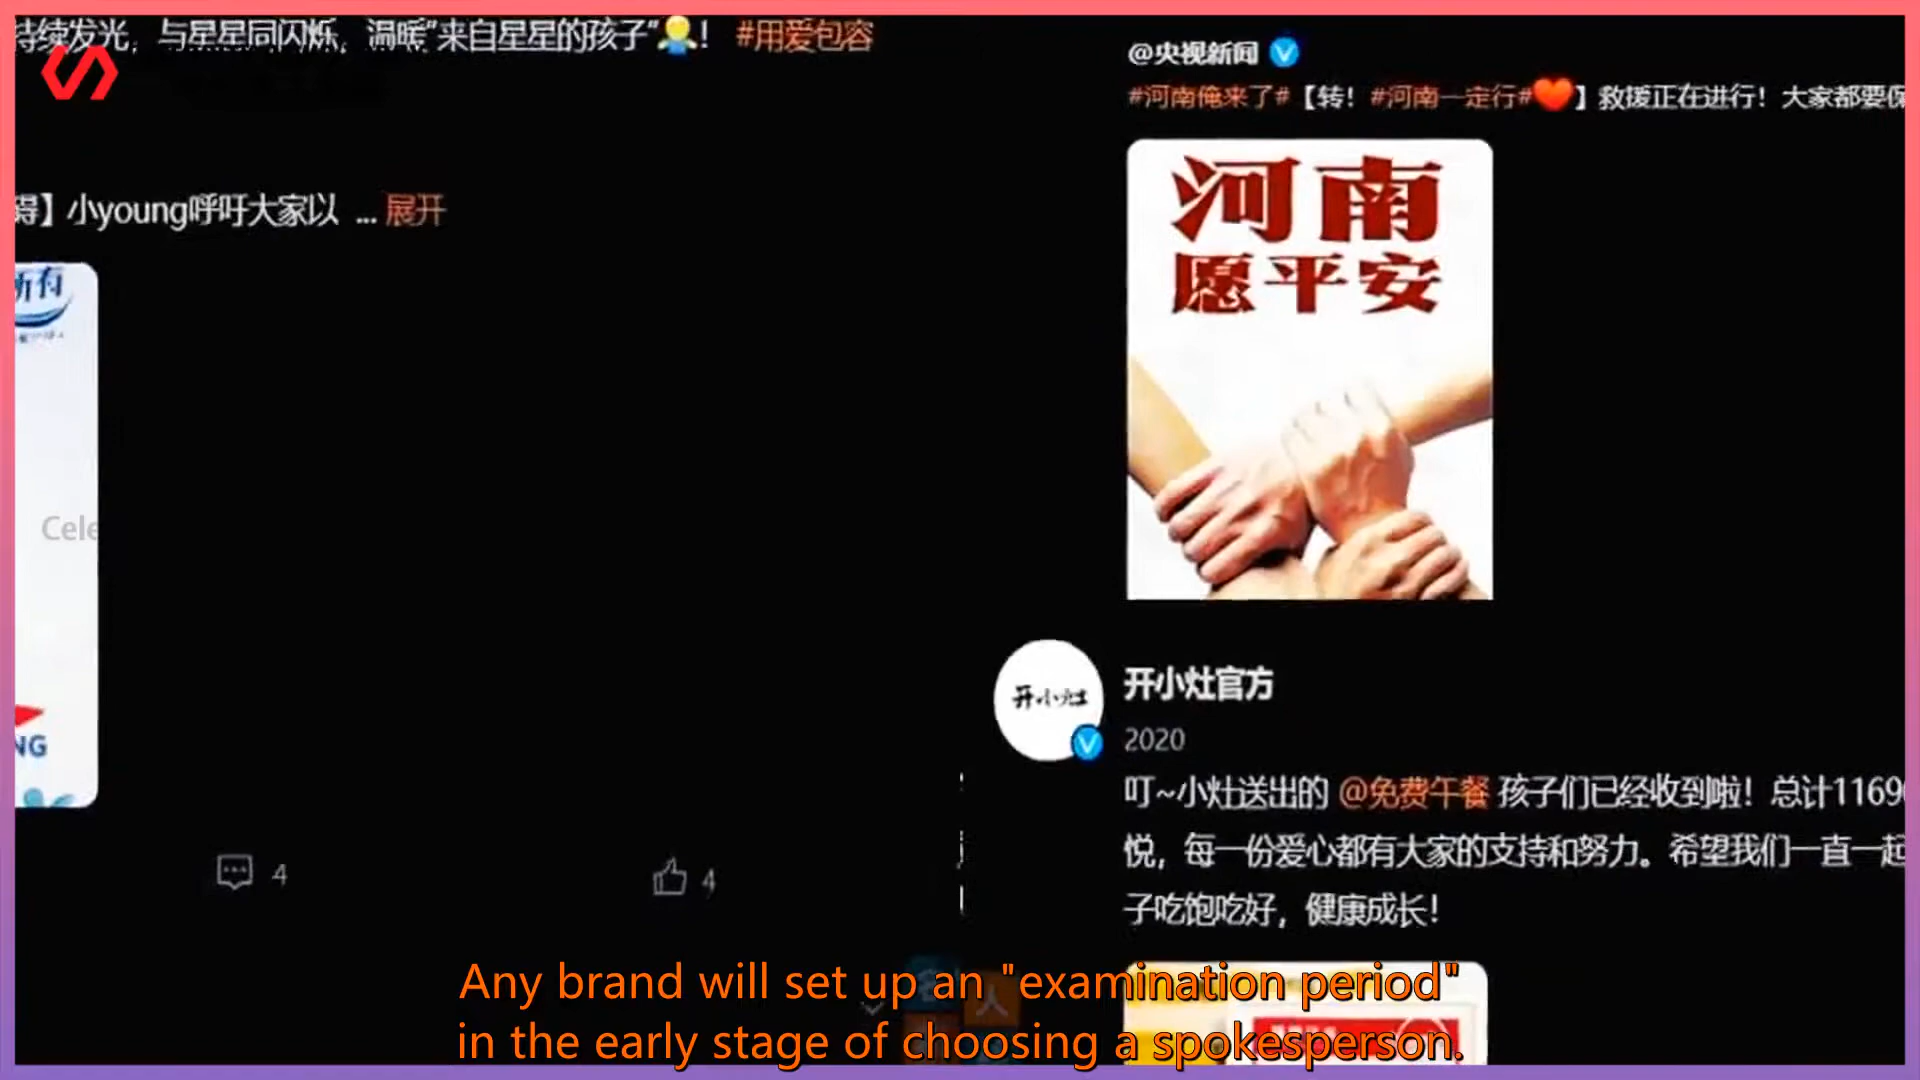 持续发光，与星星同闪烁，温暖“来自星星的孩子”！ #用爱包容
碍】小young呼吁大家以 ... 展开
所有
Cele
NG
4
4
@央视新闻
#河南俺来了#【转！#河南一定行#】救援正在进行！大家都要保
河南
愿平安
开小灶
开小灶官方
2020
叮~小灶送出的 @免费午餐 孩子们已经收到啦！总计1169
悦，每一份爱心都有大家的支持和努力。希望我们一直一起
子吃饱吃好，健康成长！
Any brand will set up an "examination period"
in the early stage of choosing a spokesperson.